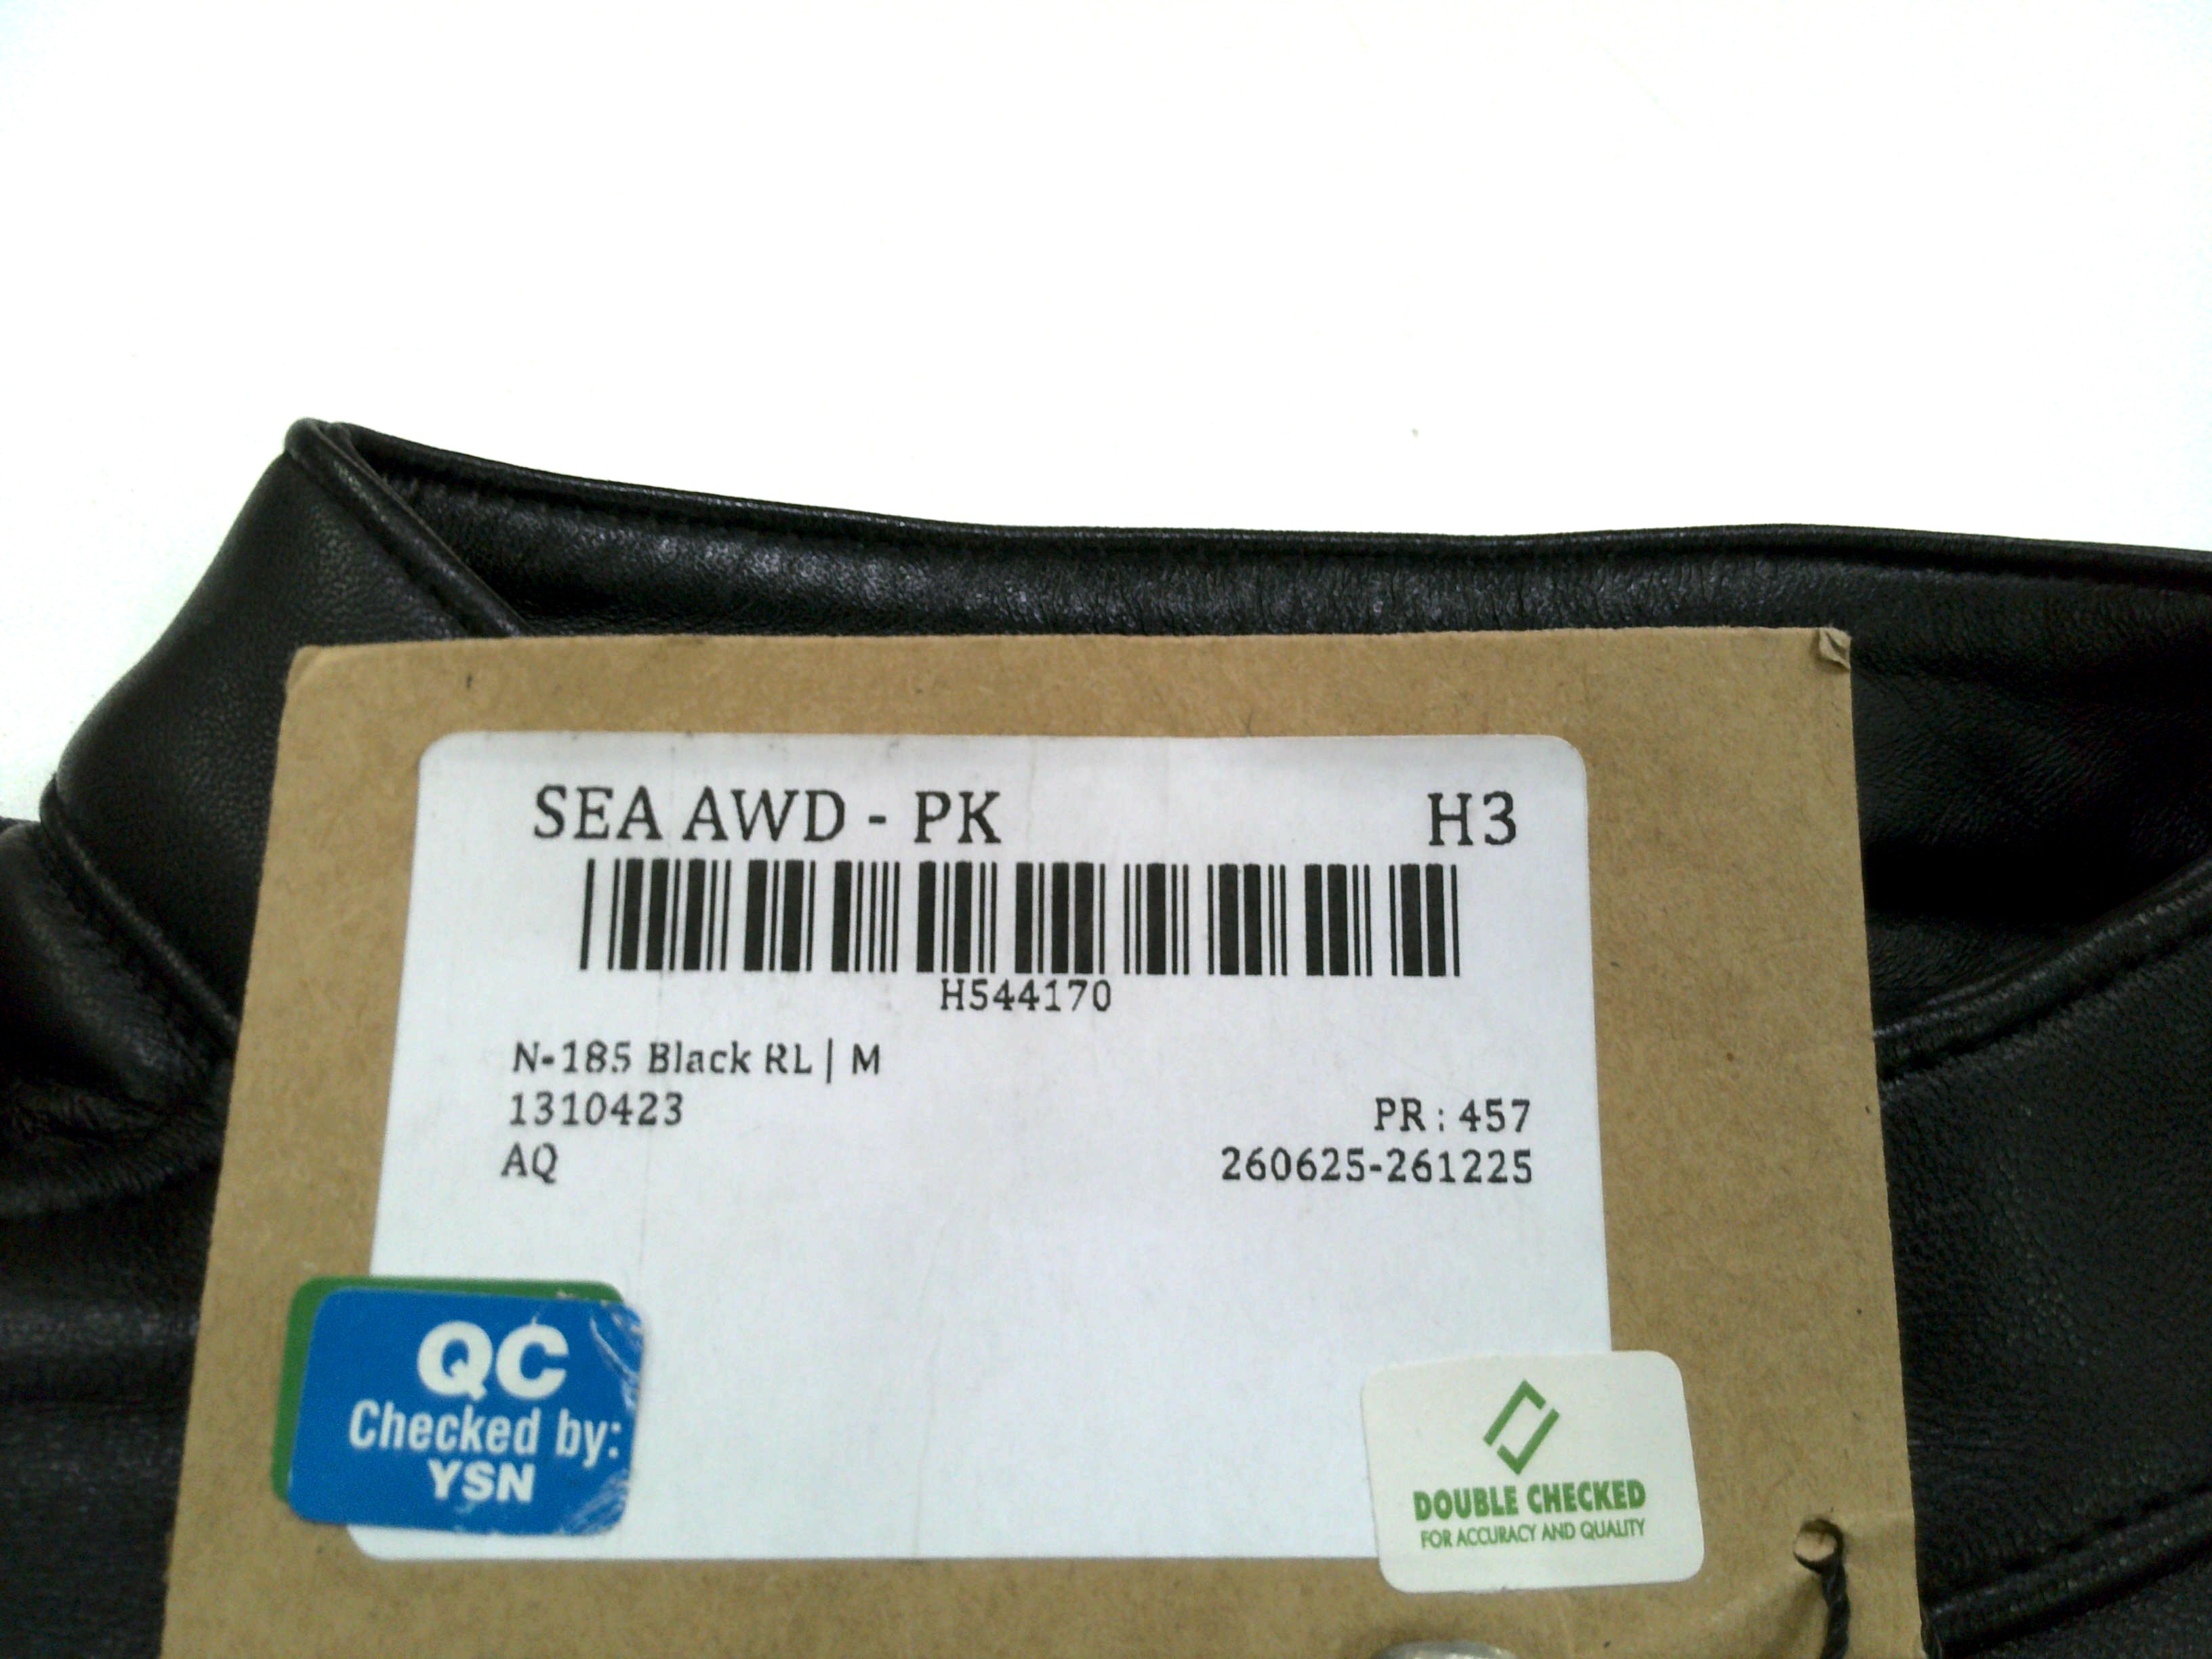 SEA AWD - PK H3
H544170
N-185 Black RL | M
1310423 PR : 457
AQ 260625-261225
QC
Checked by:
YSN
DOUBLE CHECKED
FOR ACCURACY AND QUALITY